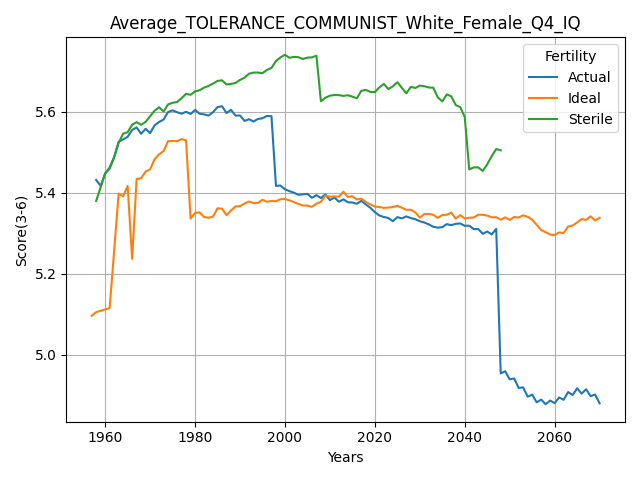 Average_TOLERANCE_COMMUNIST_White_Female_Q4_IQ
Fertility
Actual
Ideal
Sterile
Score(3-6)
5.6
5.4
5.2
5.0
1960 1980 2000 2020 2040 2060
Years